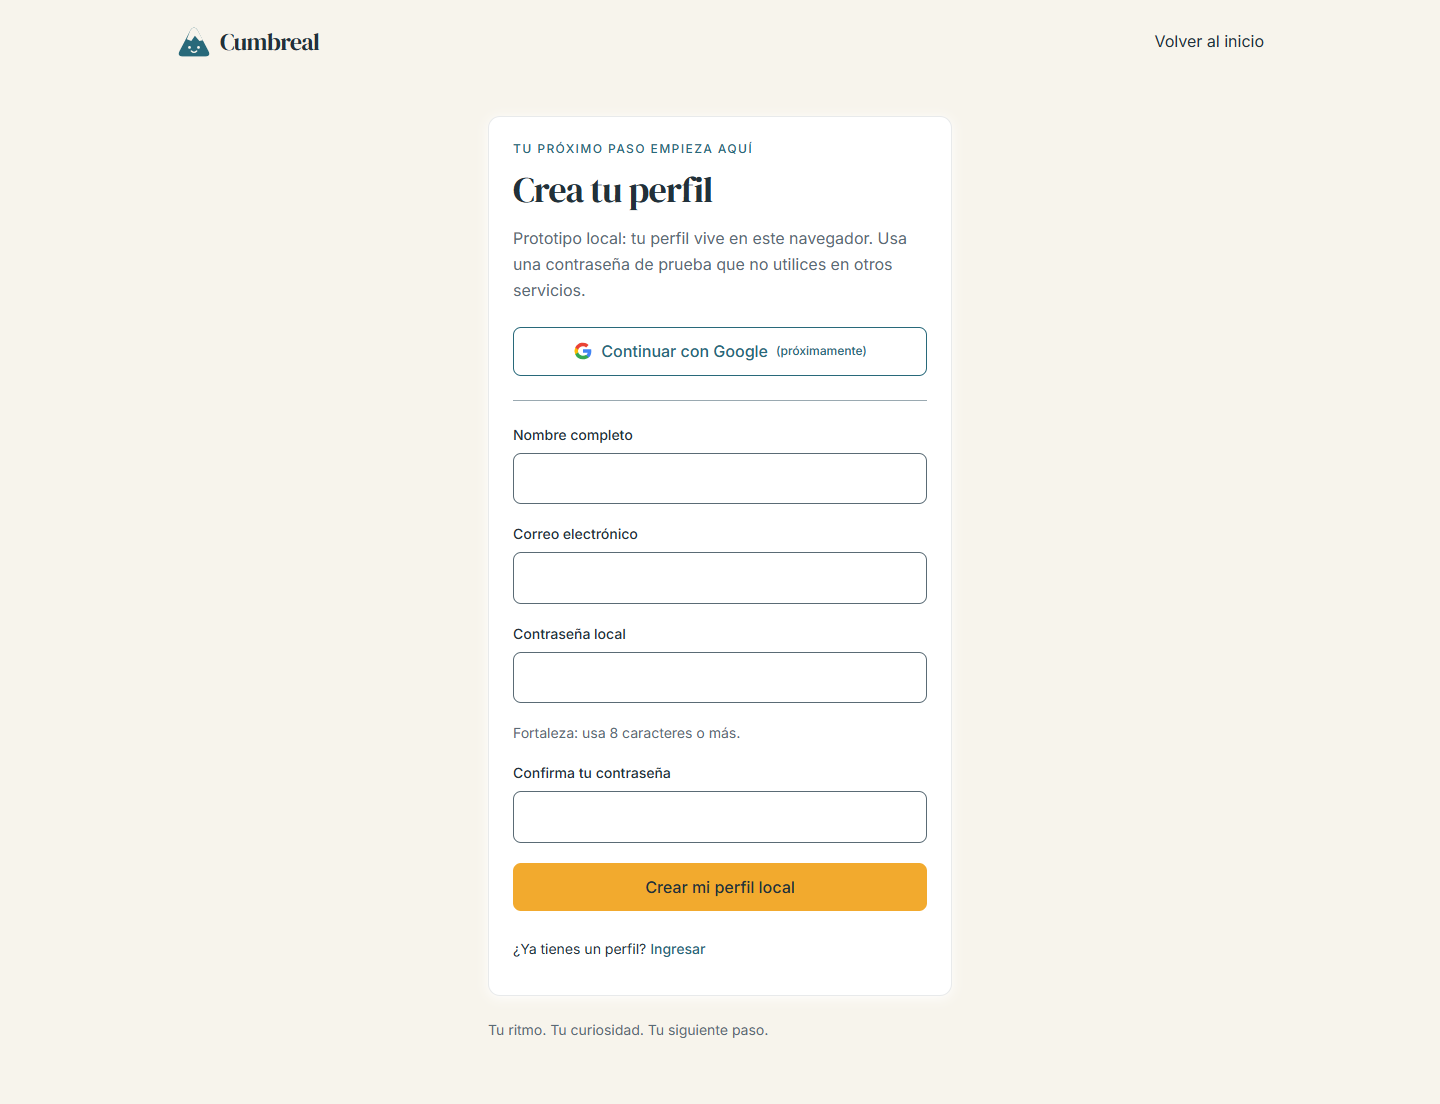 Cumbreal
Volver al inicio
TU PRÓXIMO PASO EMPIEZA AQUÍ
Crea tu perfil
Prototipo local: tu perfil vive en este navegador. Usa
una contraseña de prueba que no utilices en otros
servicios.
Continuar con Google (próximamente)
Nombre completo
Correo electrónico
Contraseña local
Fortaleza: usa 8 caracteres o más.
Confirma tu contraseña
Crear mi perfil local
¿Ya tienes un perfil? Ingresar
Tu ritmo. Tu curiosidad. Tu siguiente paso.